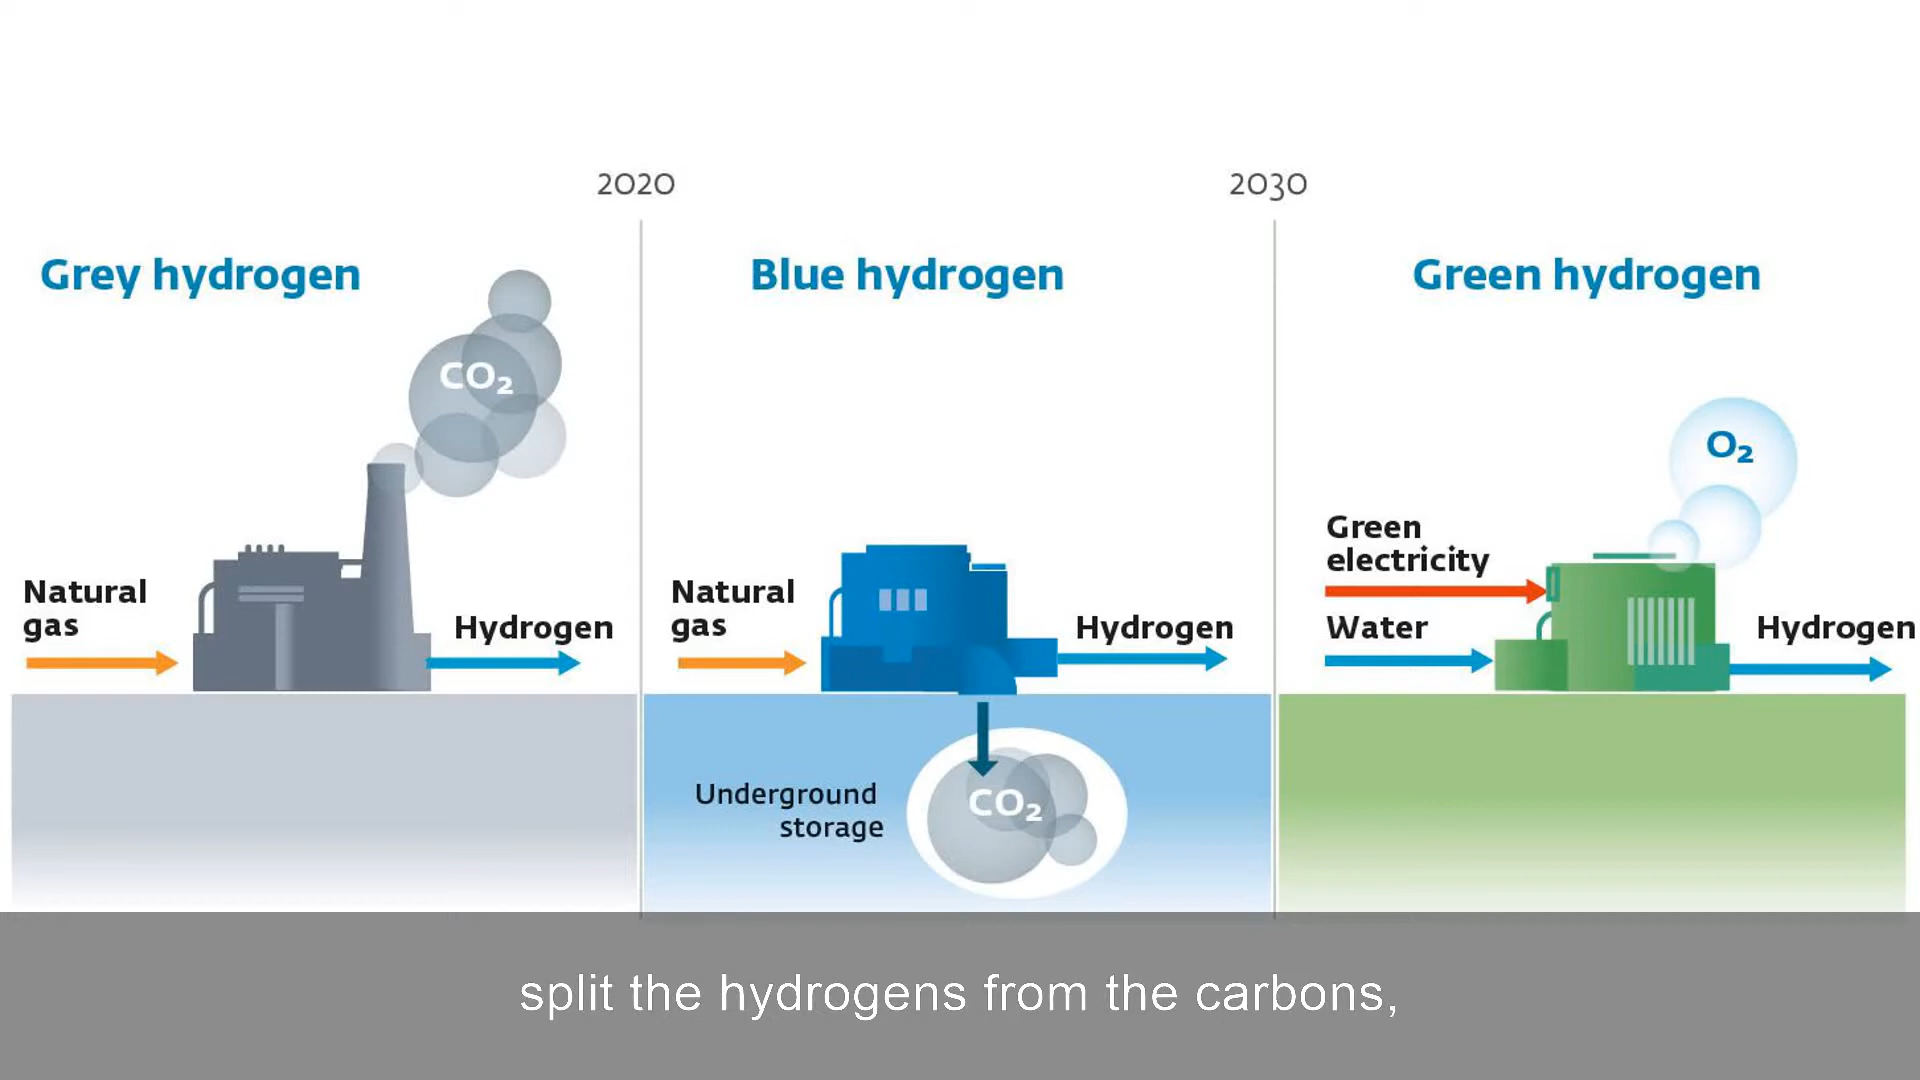 2020
2030
Grey hydrogen
Blue hydrogen
Green hydrogen
CO₂
O₂
Natural
gas
Hydrogen
Natural
gas
Hydrogen
Green
electricity
Water
Hydrogen
Underground
storage
CO₂
split the hydrogens from the carbons,